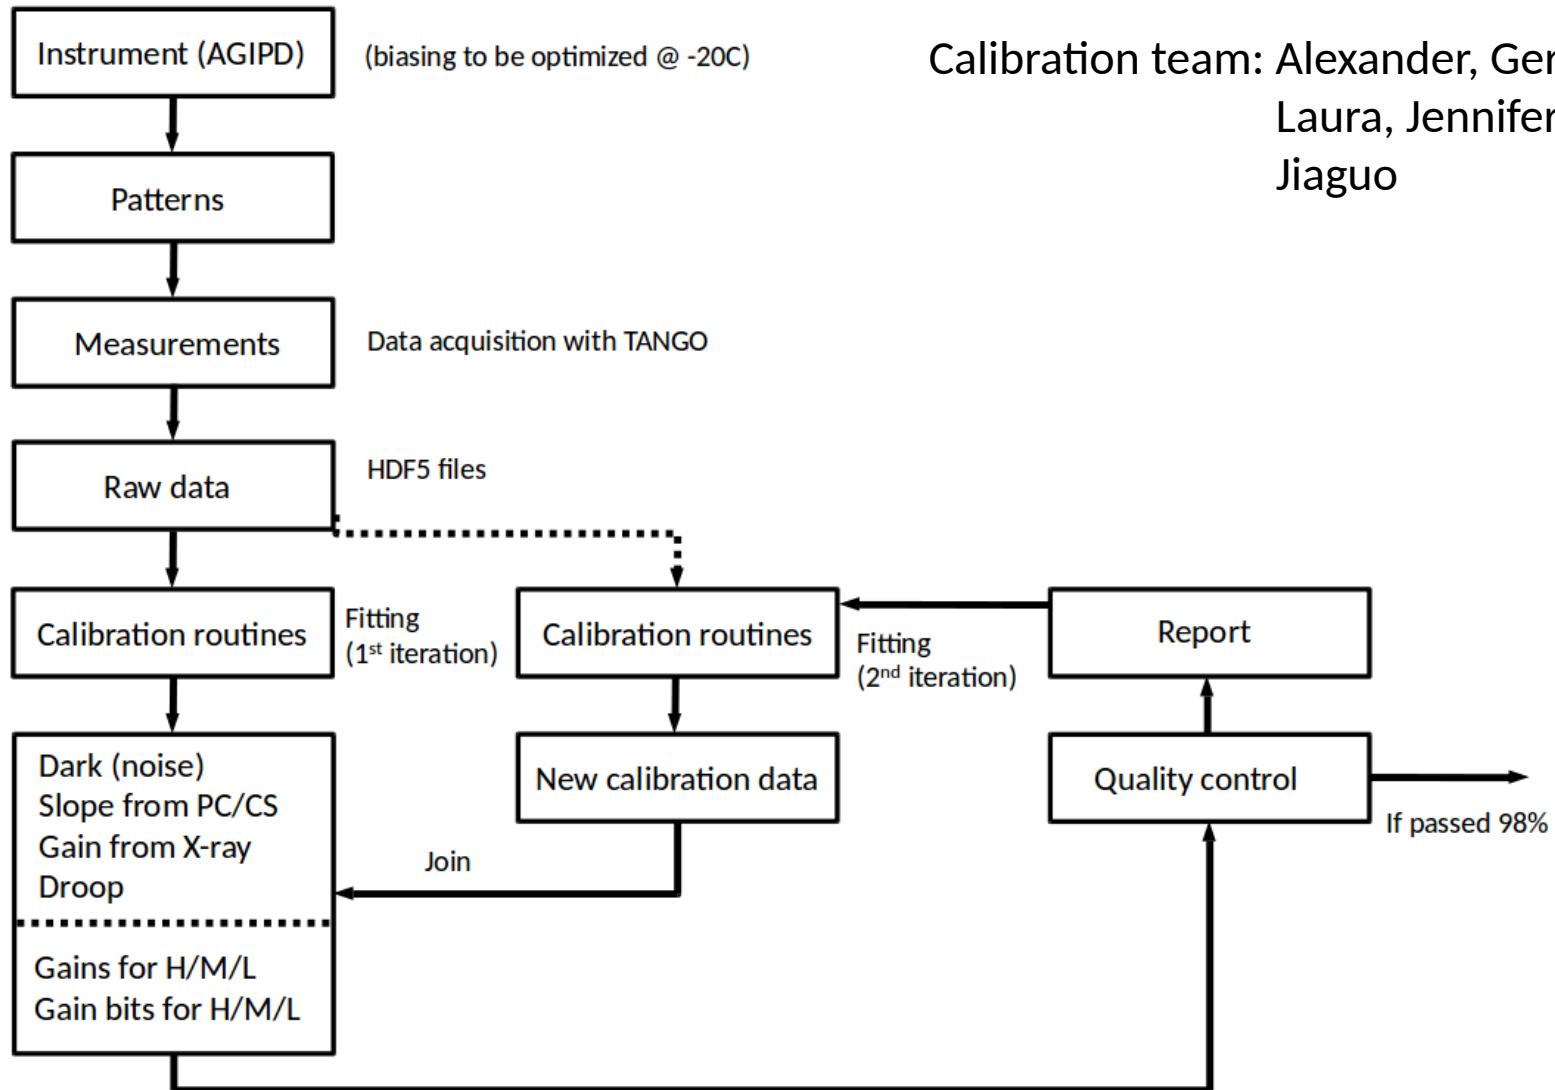 Instrument (AGIPD)
(biasing to be optimized @ -20C)
Calibration team: Alexander,
Laura, Jennifer
Jiaguo
Patterns
Measurements
Data acquisition with TANGO
Raw data
HDF5 files
Calibration routines
Fitting
(1st iteration)
Calibration routines
Fitting
(2nd iteration)
Report
Dark (noise)
Slope from PC/CS
Gain from X-ray
Droop
Gains for H/M/L
Gain bits for H/M/L
Join
New calibration data
Quality control
If passed 98%